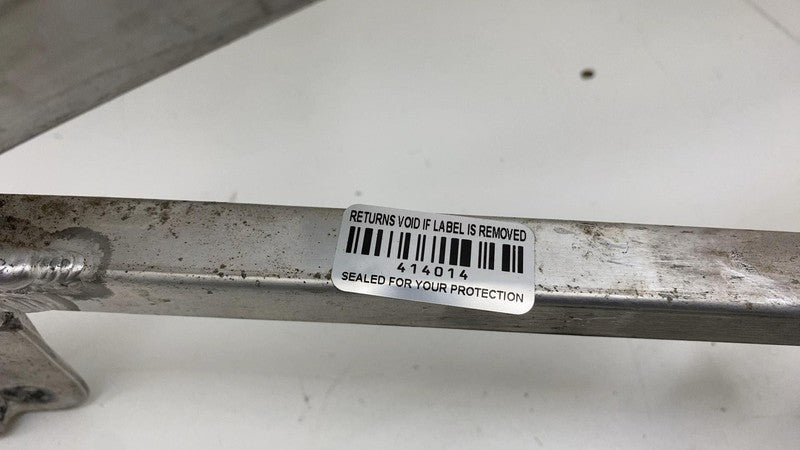 RETURNS VOID IF LABEL IS REMOVED
414014
SEALED FOR YOUR PROTECTION